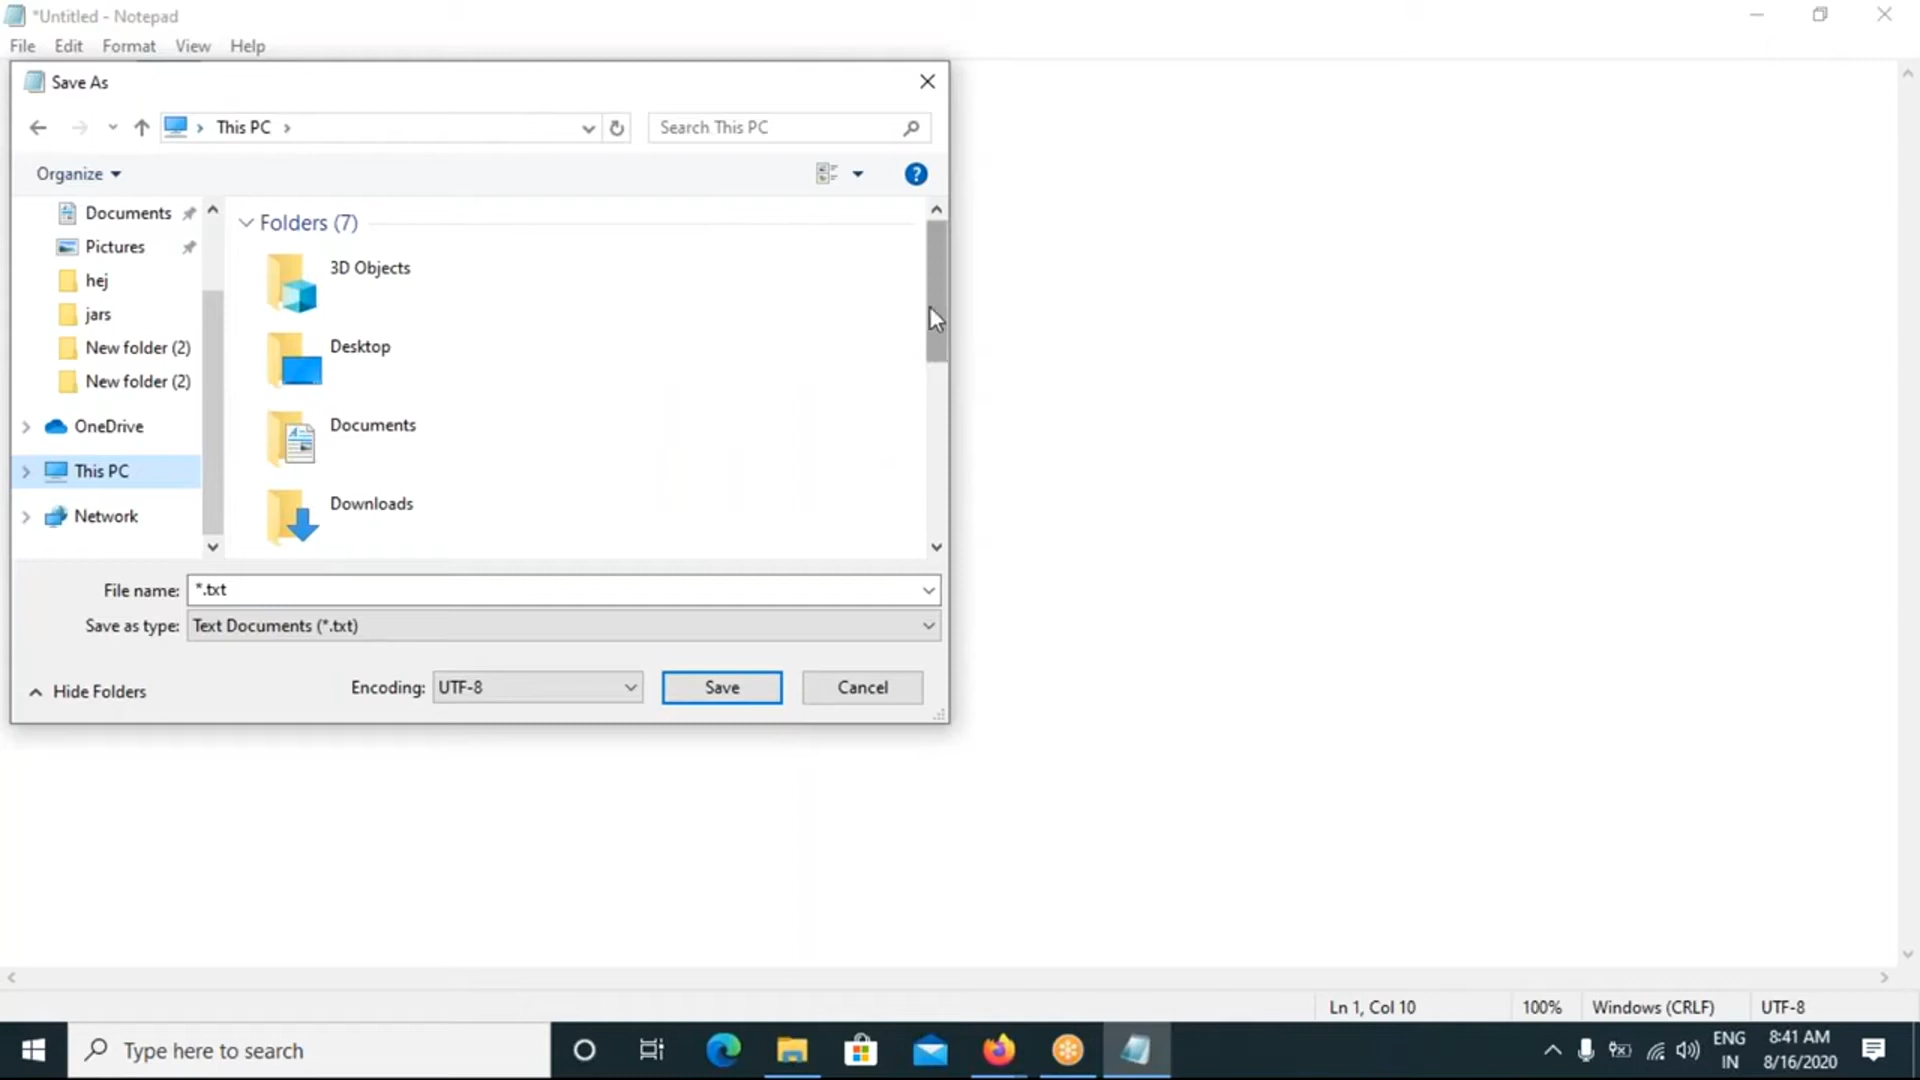 *Untitled - Notepad
File Edit Format View Help
Save As
This PC
Search This PC
Organize
Documents
Pictures
hej
jars
New folder (2)
New folder (2)
OneDrive
This PC
Network
Folders (7)
3D Objects
Desktop
Documents
Downloads
File name: *.txt
Save as type: Text Documents (*.txt)
Hide Folders
Encoding: UTF-8
Save
Cancel
Ln 1, Col 10
100%
Windows (CRLF)
UTF-8
Type here to search
ENG
IN
8:41 AM
8/16/2020